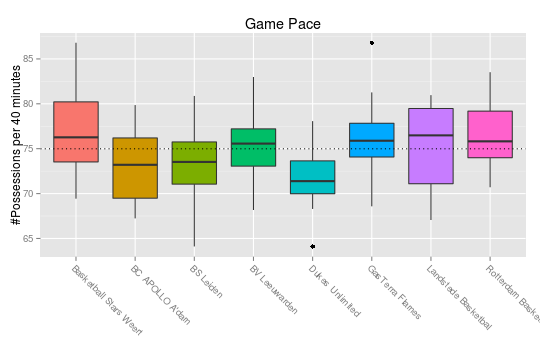 Game Pace
#Possessions per 40 minutes
85
80
75
70
65
Basketball Stars Weert
BC APOLLO A'dam
BS Leiden
BV Leeuwarden
Dukes Unlimited
GasTerra Flames
Landstede Basketbal
Rotterdam Basket